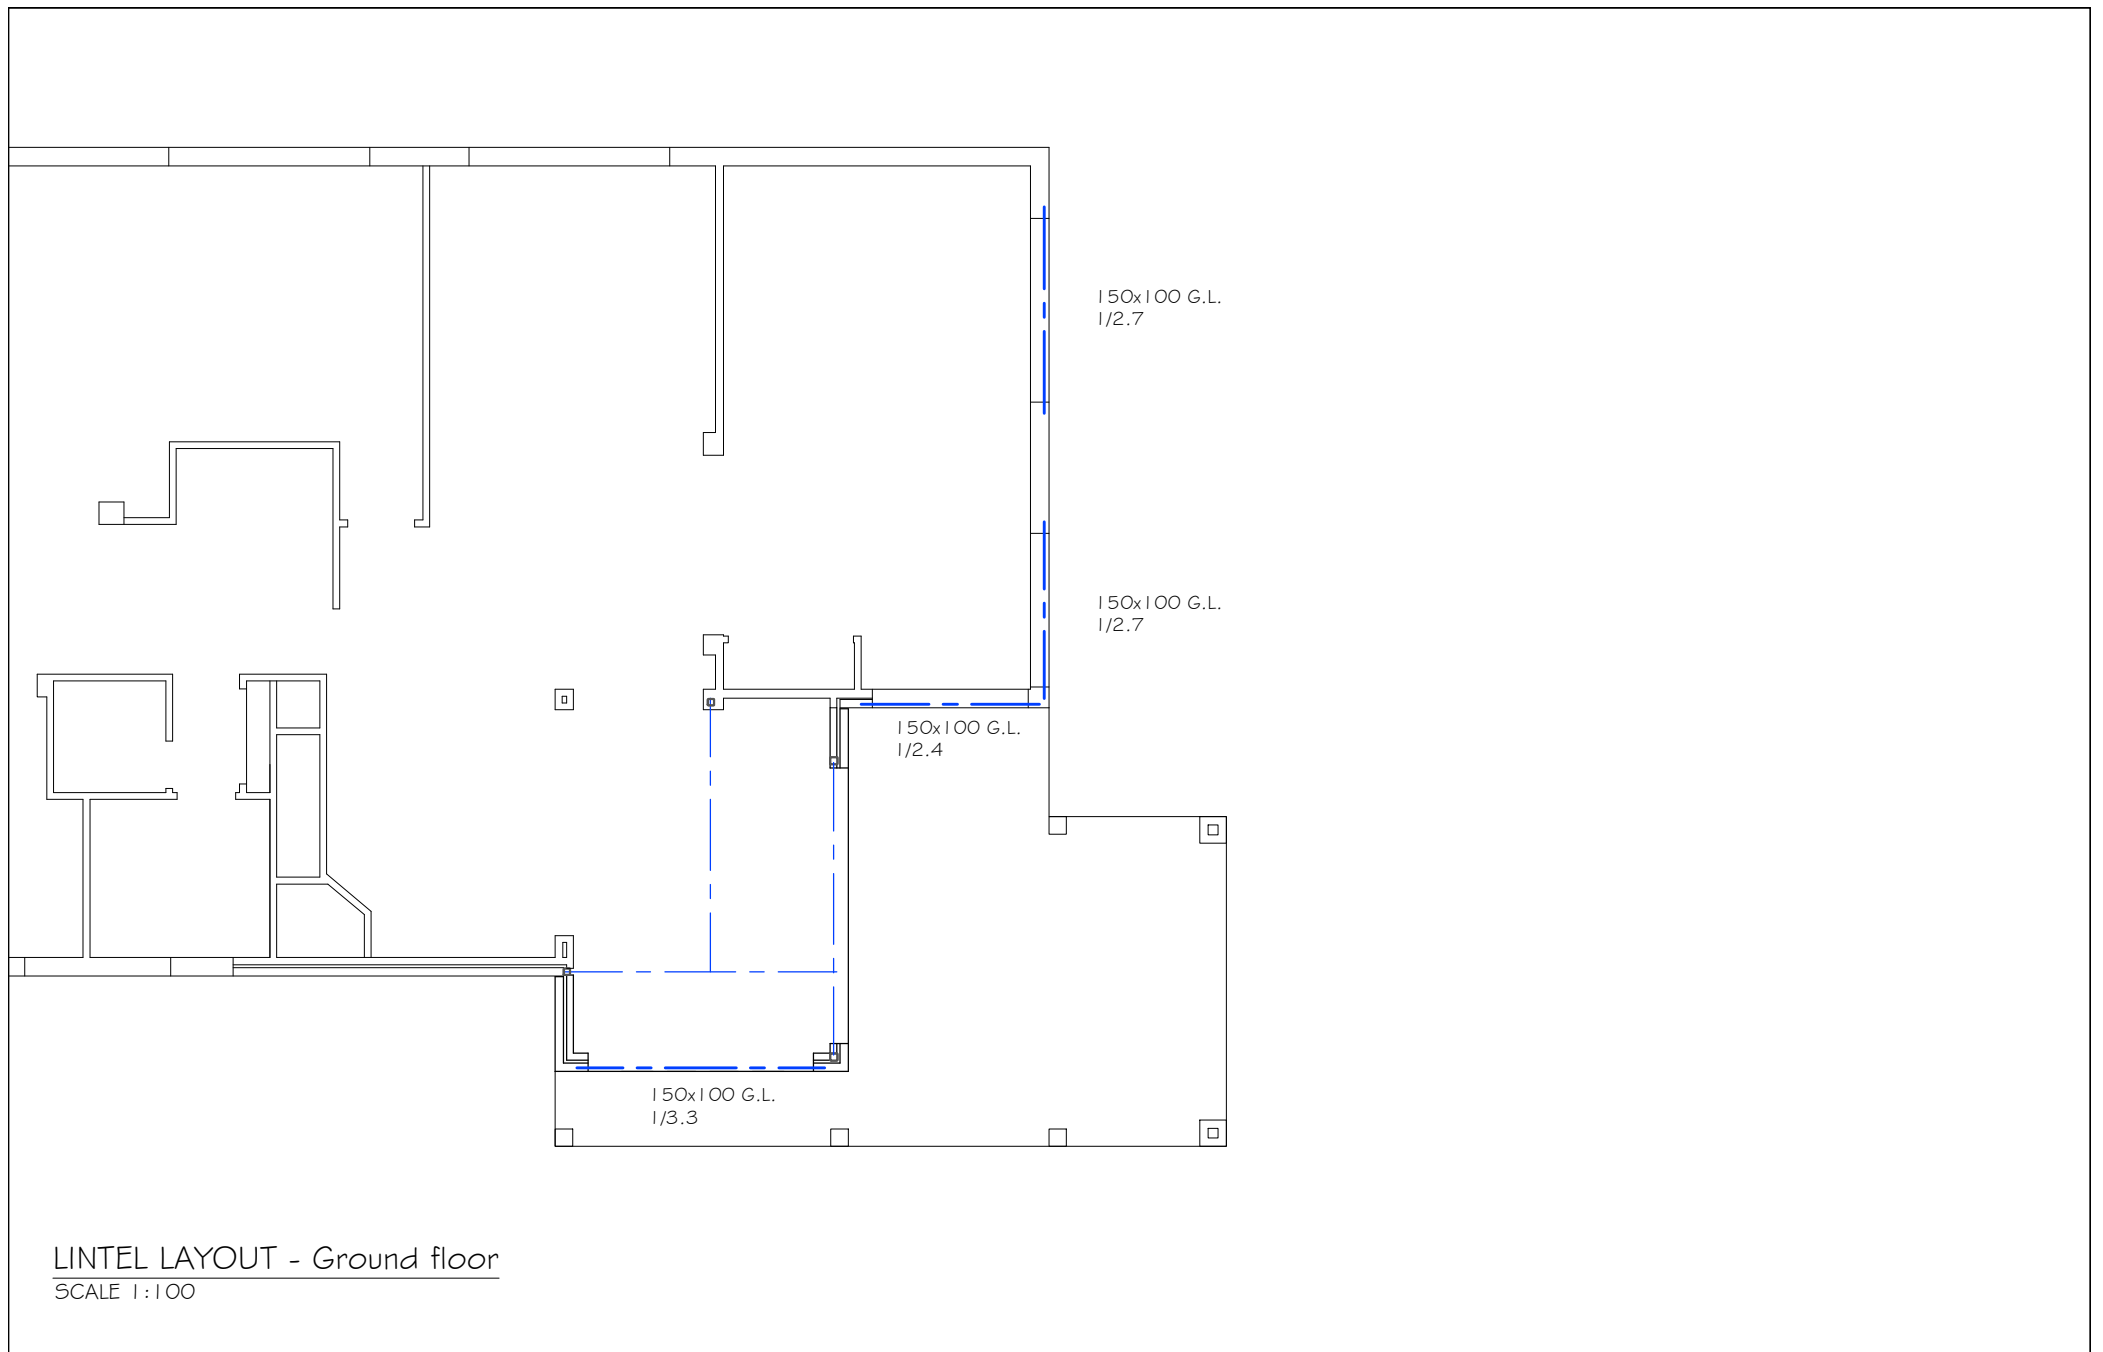 150x100 G.L.
1/2.7
150x100 G.L.
1/2.7
150x100 G.L.
1/2.4
150x100 G.L.
1/3.3
LINTEL LAYOUT - Ground floor
SCALE 1:100